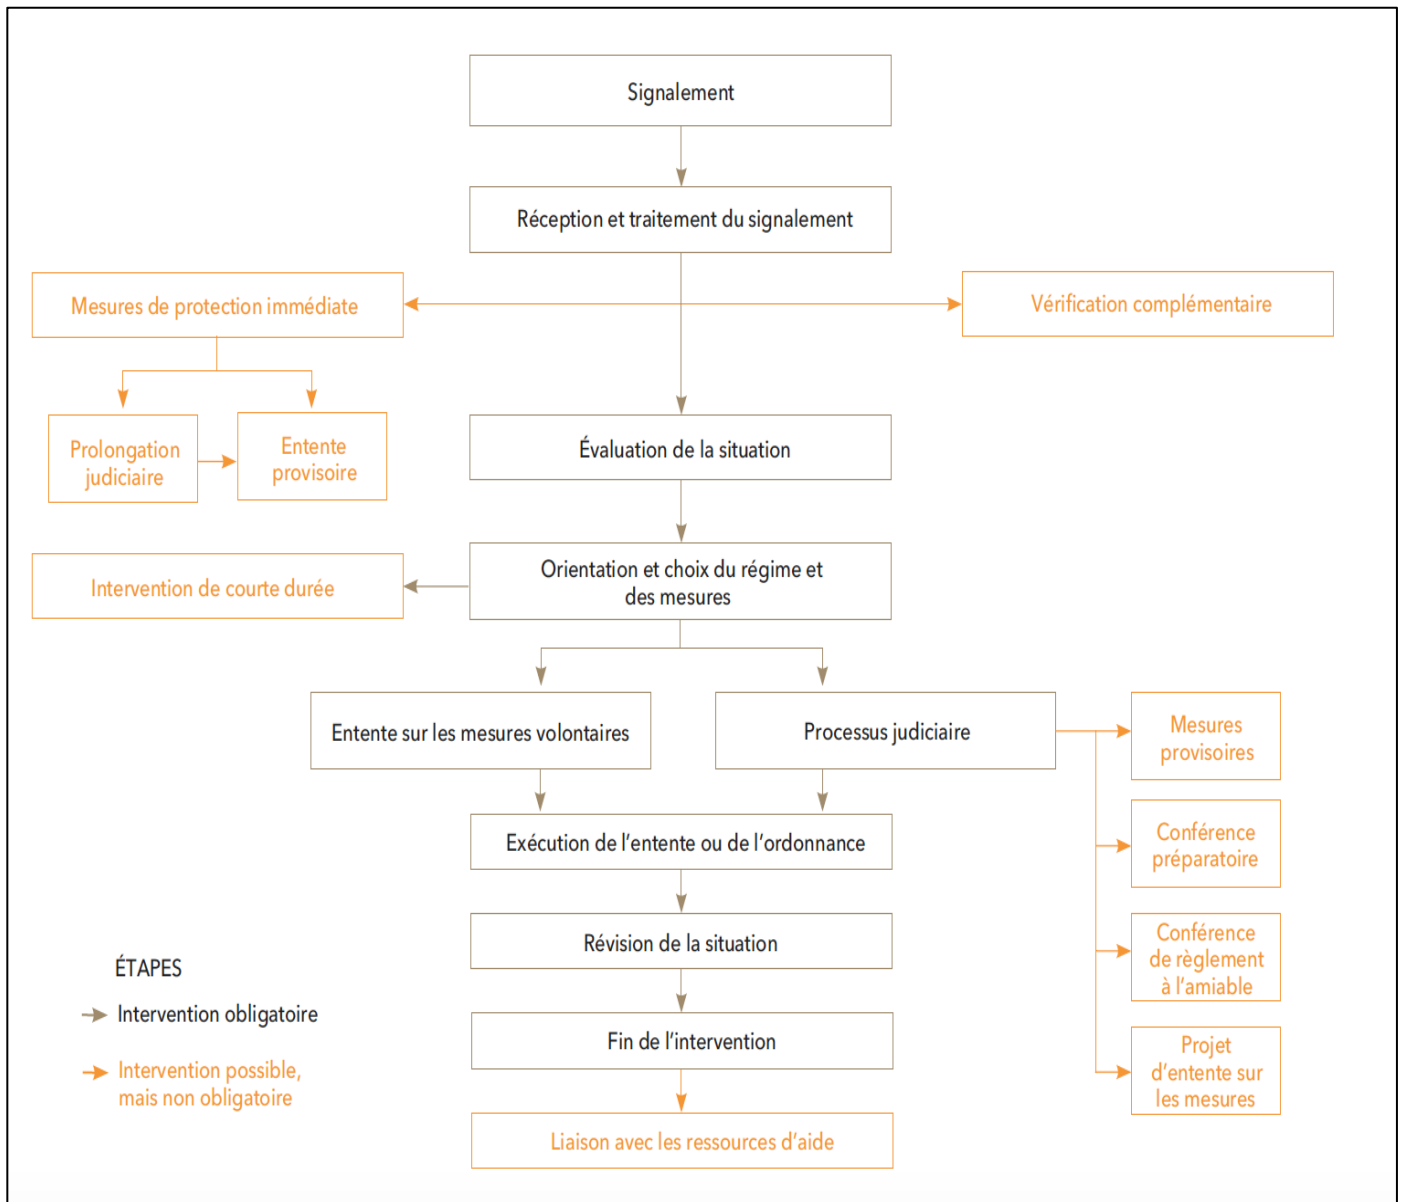 Signalement
Réception et traitement du signalement
Mesures de protection immédiate
Vérification complémentaire
Prolongation
judiciaire
Entente
provisoire
Évaluation de la situation
Orientation et choix du régime et
des mesures
Intervention de courte durée
Entente sur les mesures volontaires
Processus judiciaire
Mesures
provisoires
Conférence
préparatoire
Conférence
de règlement
à l'amiable
Projet
d'entente sur
les mesures
Exécution de l'entente ou de l'ordonnance
Révision de la situation
Fin de l'intervention
Liaison avec les ressources d'aide
ÉTAPES
Intervention obligatoire
Intervention possible,
mais non obligatoire